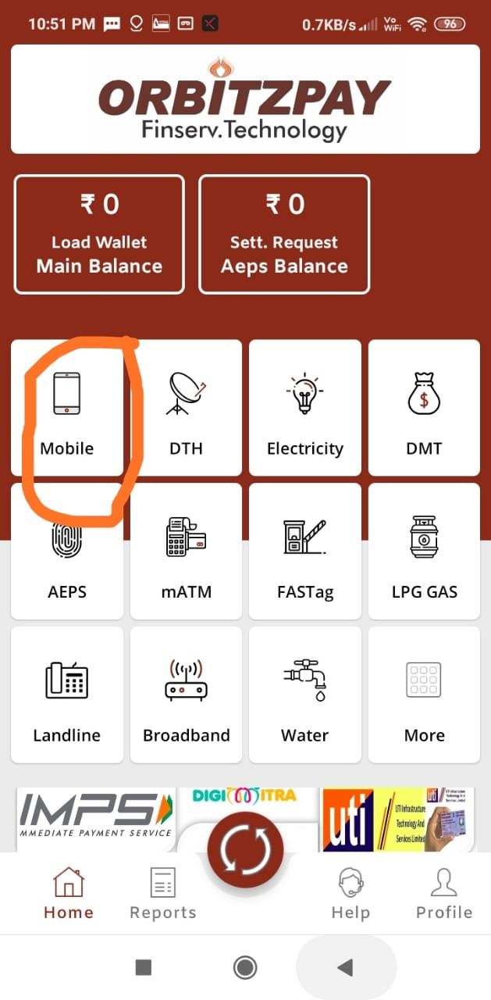 10:51 PM
0.7KB/s
Vo
WiFi
96
ORBITZPAY
Finserv.Technology
₹ 0
Load Wallet
Main Balance
₹ 0
Sett. Request
Aeps Balance
Mobile
DTH
Electricity
$
DMT
AEPS
mATM
FASTag
LPG GAS
Landline
Broadband
Water
More
IMPS
MMEDIATE PAYMENT SERVICE
DIGI MITRA
uti
UTI Infrastructure
Technology And
Services Limited
uti
Home
Reports
Help
Profile